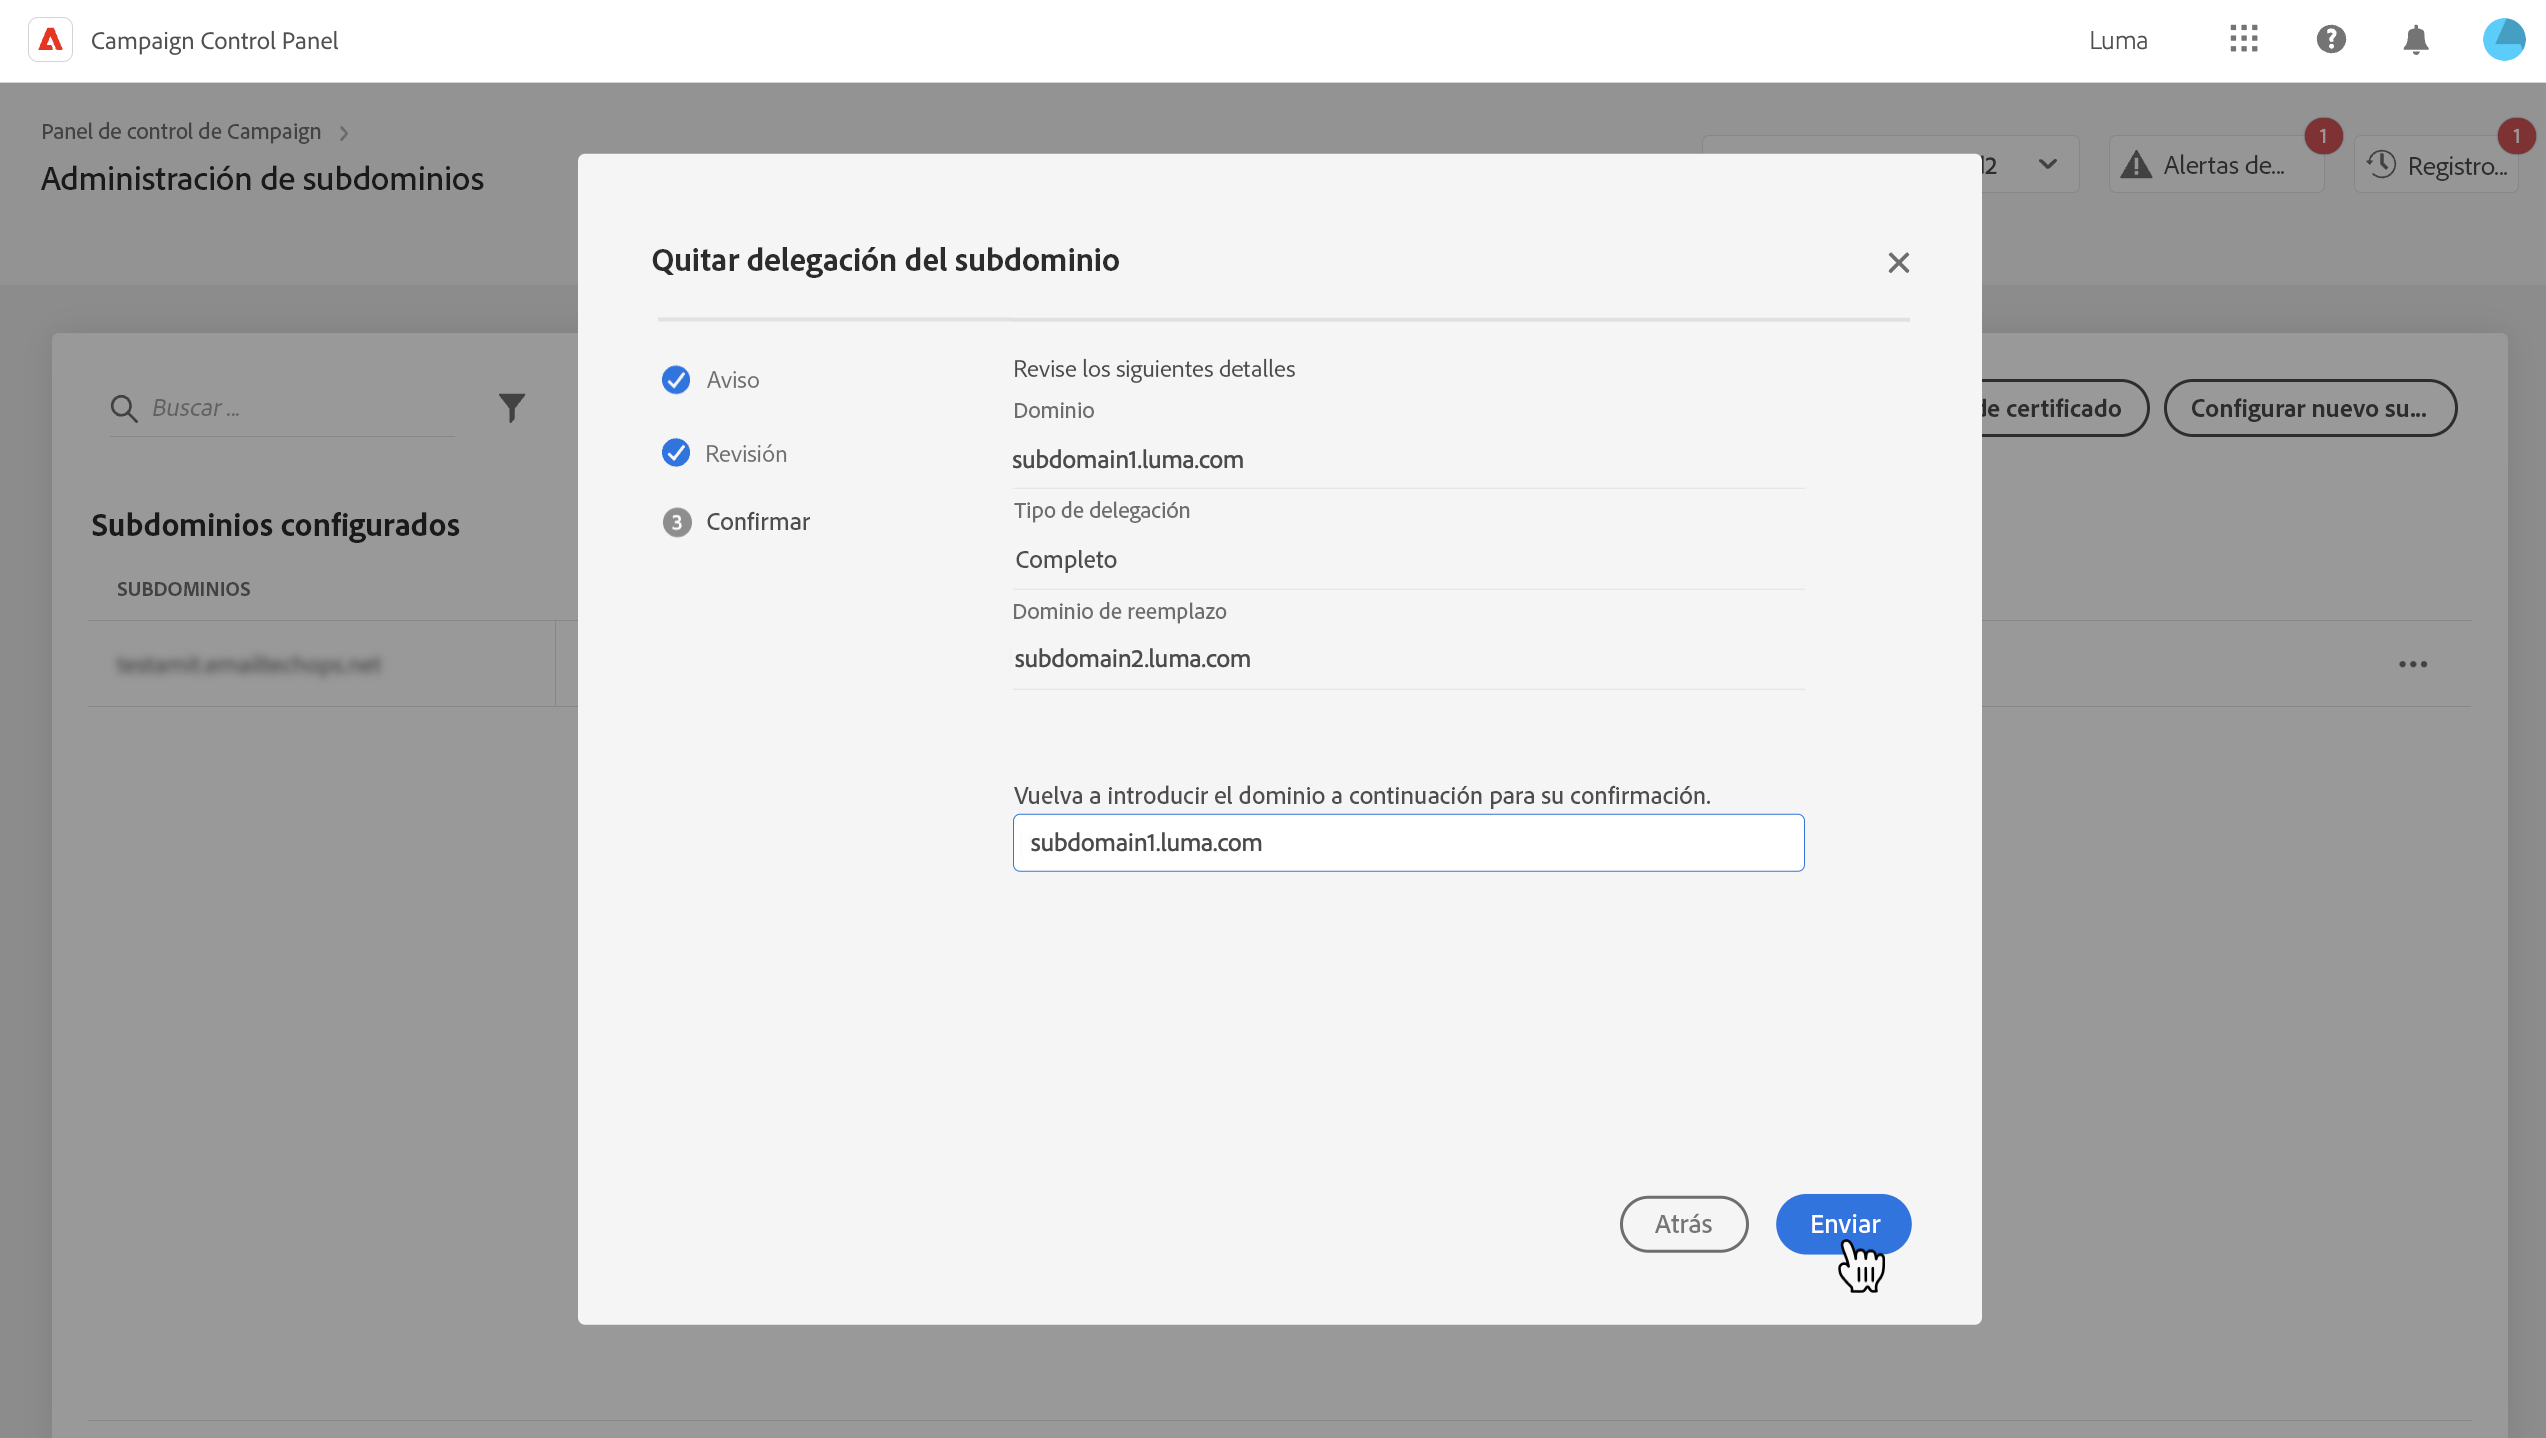 Campaign Control Panel
Luma
Panel de control de Campaign
Administración de subdominios
Alertas de...
1
Registro...
1
Quitar delegación del subdominio
Aviso
Revisión
3 Confirmar
Revise los siguientes detalles
Dominio
subdomain1.luma.com
Tipo de delegación
Completo
Dominio de reemplazo
subdomain2.luma.com
Vuelva a introducir el dominio a continuación para su confirmación.
subdomain1.luma.com
Atrás
Enviar
Buscar ...
de certificado
Configurar nuevo su...
Subdominios configurados
SUBDOMINIOS